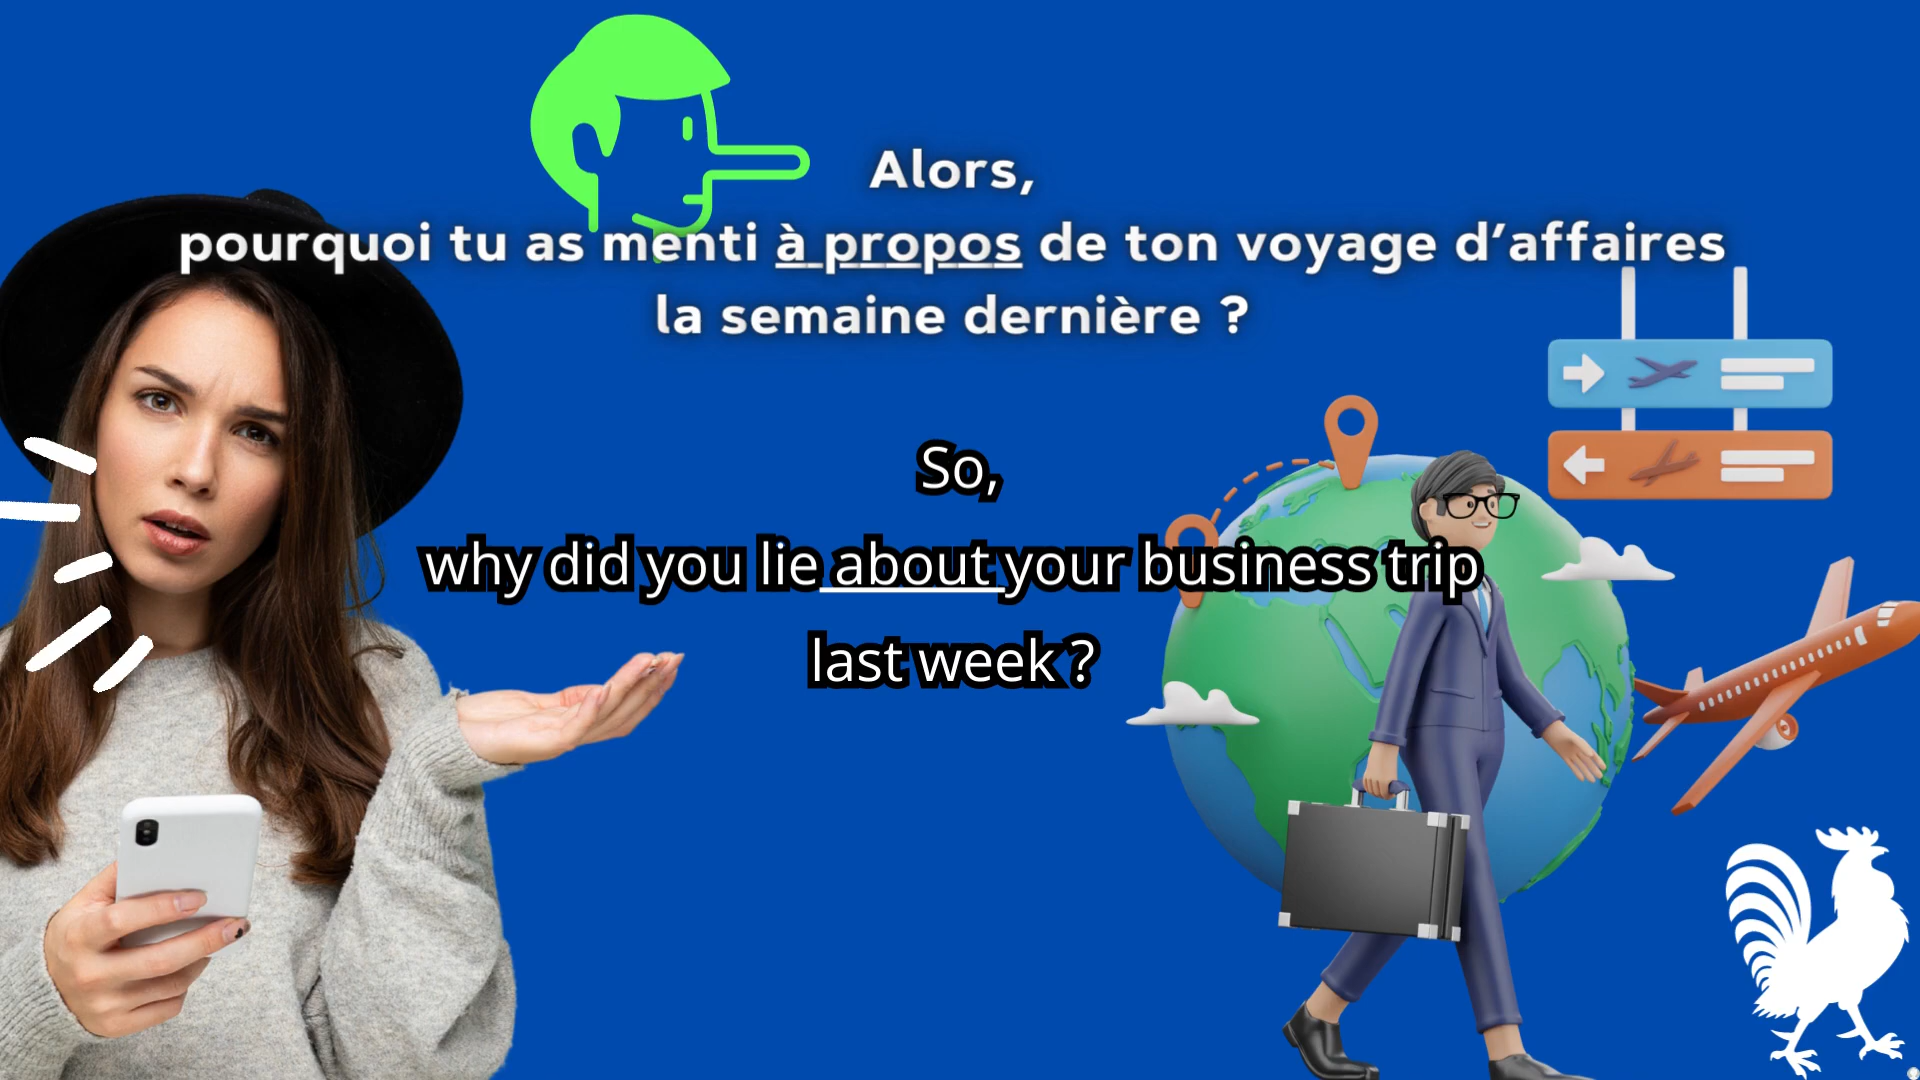 Alors,
pourquoi tu as menti à propos de ton voyage d’affaires
la semaine dernière ?
So,
why did you lie about your business trip
last week ?